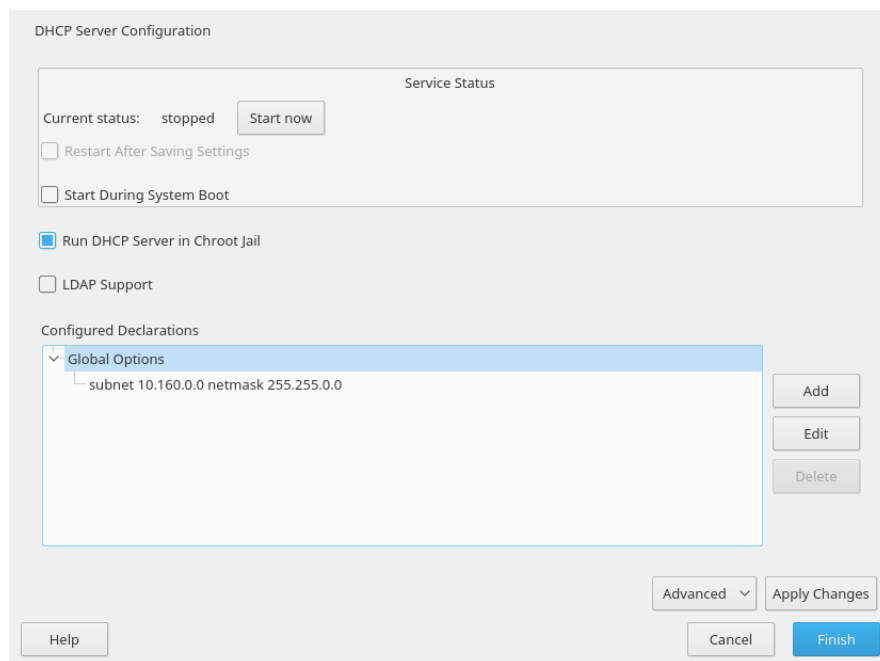 DHCP Server Configuration
Service Status
Current status: stopped Start now
Restart After Saving Settings
Start During System Boot
Run DHCP Server in Chroot Jail
LDAP Support
Configured Declarations
Global Options
subnet 10.160.0.0 netmask 255.255.0.0
Add
Edit
Delete
Advanced Apply Changes
Help Cancel Finish